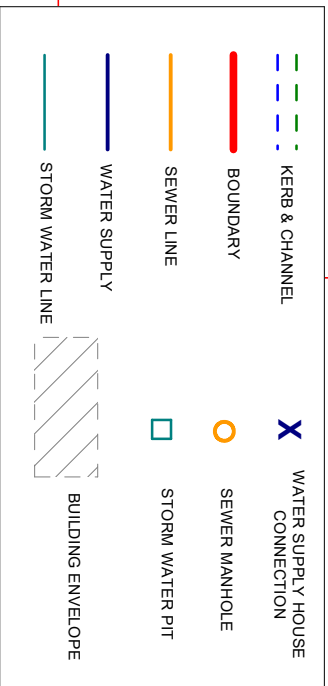 KERB & CHANNEL
BOUNDARY
SEWER LINE
WATER SUPPLY
STORM WATER LINE
X
WATER SUPPLY HOUSE
CONNECTION
SEWER MANHOLE
STORM WATER PIT
BUILDING ENVELOPE